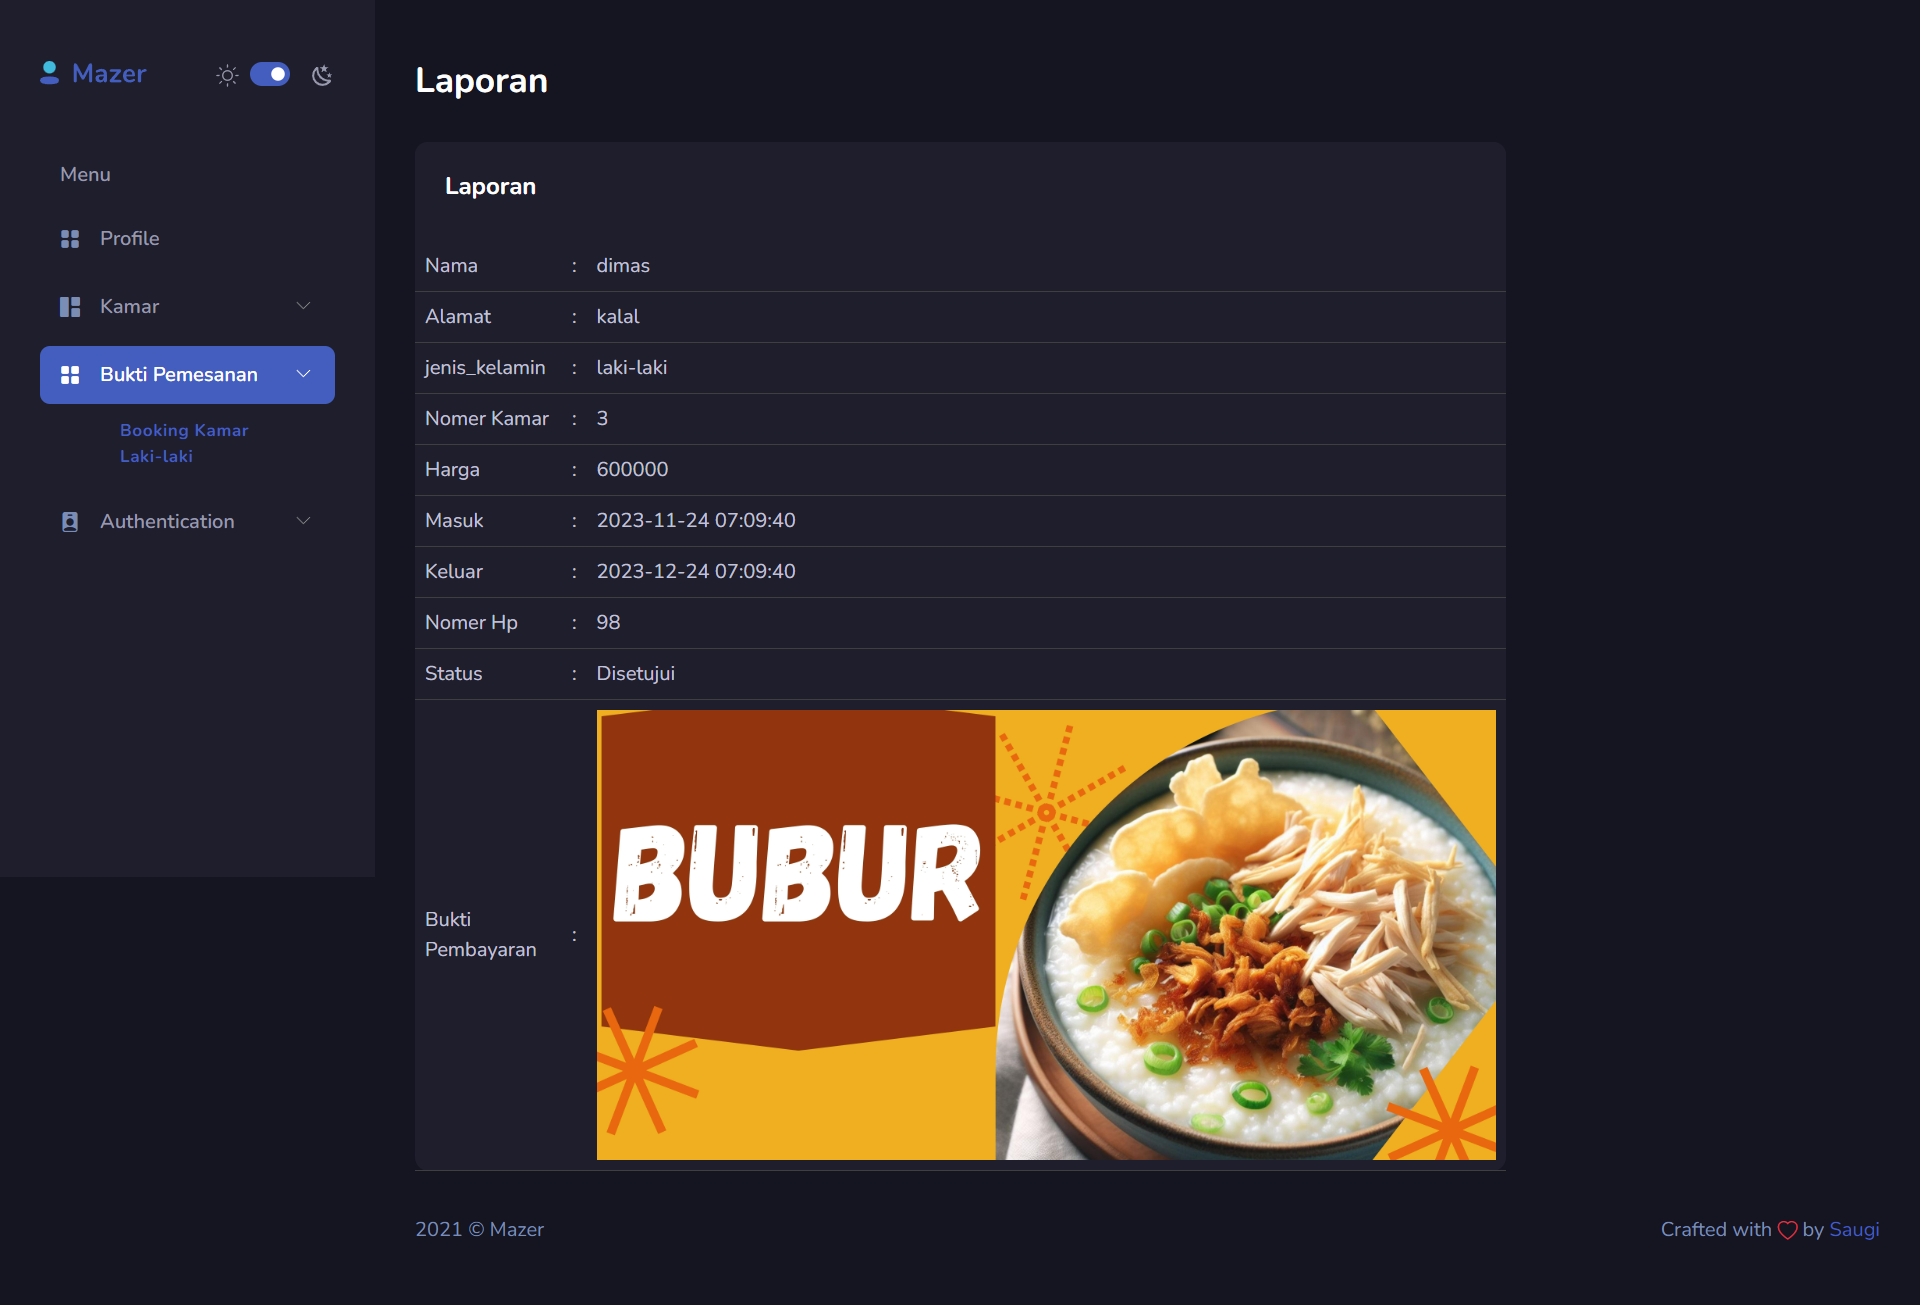 Mazer
Menu
Profile
Kamar
Bukti Pemesanan
Booking Kamar
Laki-laki
Authentication
Laporan
Laporan
Nama : dimas
Alamat : kalal
jenis_kelamin : laki-laki
Nomer Kamar : 3
Harga : 600000
Masuk : 2023-11-24 07:09:40
Keluar : 2023-12-24 07:09:40
Nomer Hp : 98
Status : Disetujui
Bukti
Pembayaran :
BUBUR
2021 © Mazer
Crafted with ♡ by Saugi